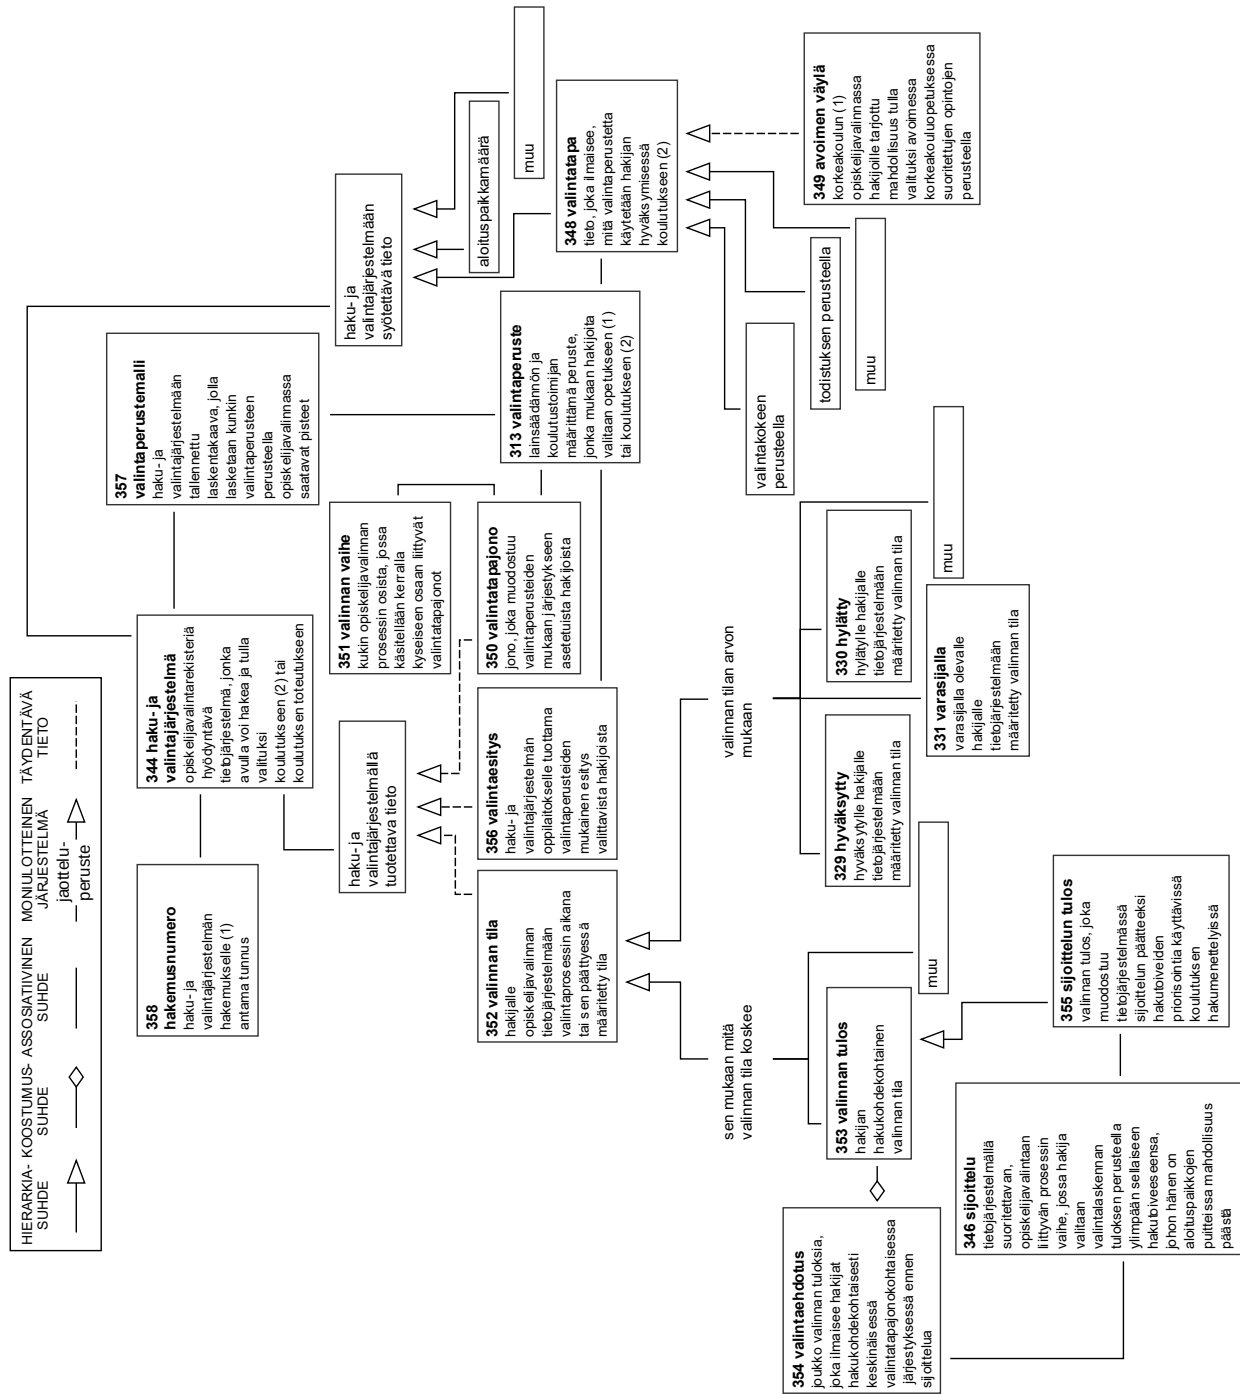 HIERARKIA-
SUHDE
KOOSTUMUS-
SUHDE
ASSOSIATIIVINEN
SUHDE
MONIULOTTEINEN
JÄRJESTELMÄ
jaottelu-
peruste
TÄYDENTÄVÄ
TIETO
358
hakemusnumero
haku- ja
valintajärjestelmän
hakemukselle (1)
antama tunnus
344 haku- ja
valintajärjestelmä
opiskelijavalintarekisteriä
hyödyntävä
tietojärjestelmä, jonka
avulla voi hakea ja tulla
valituksi
koulutukseen (2) tai
koulutuksen toteutukseen
357
valintaperustemalli
haku- ja
valintajärjestelmän
tallennettu
laskentakaava, jolla
lasketaan kunkin
valintaperusteen
perusteella
opiskelijavalinnassa
saatavat pisteet
haku- ja
valintajärjestelmällä
tuotettava tieto
351 valinnan vaihe
kukin opiskelijavalinnan
prosessin osista, jossa
käsitellään kerralla
kyseiseen osaan liittyvät
valintatapajonot
haku- ja
valintajärjestelmään
syötettävä tieto
aloituspaikkamäärä
muu
352 valinnan tila
hakijalle
opiskelijavalinnan
tietojärjestelmään
valintaprosessin aikana
tai sen päättyessä
määritetty tila
356 valintaesitys
haku- ja
valintajärjestelmän
oppilaitokselle tuottama
valintaperusteiden
mukainen esitys
valittavista hakijoista
350 valintatapajono
jono, joka muodostuu
valintaperusteiden
mukaan järjestykseen
asetetuista hakijoista
313 valintaperuste
lainsäädännön ja
koulutustoimijan
määrittämä peruste,
jonka mukaan hakijoita
valitaan opetukseen (1)
tai koulutukseen (2)
348 valintatapa
tieto, joka ilmaisee,
mitä valintaperustetta
käytetään hakijan
hyväksymisessä
koulutukseen (2)
sen mukaan mitä
valinnan tila koskee
valinnan tilan arvon
mukaan
valintakokeen
perusteella
todistuksen perusteella
muu
349 avoimen väylä
korkeakoulun (1)
opiskelijavalinnassa
hakijoille tarjottu
mahdollisuus tulla
valituksi avoimessa
korkeakouluopetuksessa
suoritettujen opintojen
perusteella
354 valintaehdotus
joukko valinnan tuloksia,
joka ilmaisee hakijat
hakukohdekohtaisesti
keskinäisessä
valintatapajonokohtaisessa
järjestyksessä ennen
sijoittelua
353 valinnan tulos
hakijan
hakukohdekohtainen
valinnan tila
muu
329 hyväksytty
hyväksytylle hakijalle
tietojärjestelmään
määritetty valinnan tila
331 varasijalla
varasijalla olevalle
hakijalle
tietojärjestelmään
määritetty valinnan tila
330 hylätty
hylätylle hakijalle
tietojärjestelmään
määritetty valinnan tila
muu
346 sijoittelu
tietojärjestelmällä
suoritettavan,
opiskelijavalintaan
liittyvän prosessin
vaihe, jossa hakija
valitaan
valintalaskennan
tuloksen perusteella
ylimpään sellaiseen
hakutoiveeseensa,
johon hänen on
aloituspaikkojen
puitteissa mahdollisuus
päästä
355 sijoittelun tulos
valinnan tulos, joka
muodostuu
tietojärjestelmässä
sijoittelun päätteeksi
hakutoiveiden
priorisointia käyttävissä
koulutuksen
hakumenettelyissä